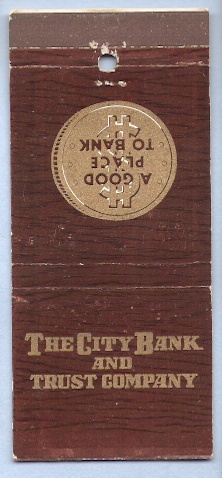 A GOOD
PLACE
TO BANK
THE CITY BANK
AND
TRUST COMPANY